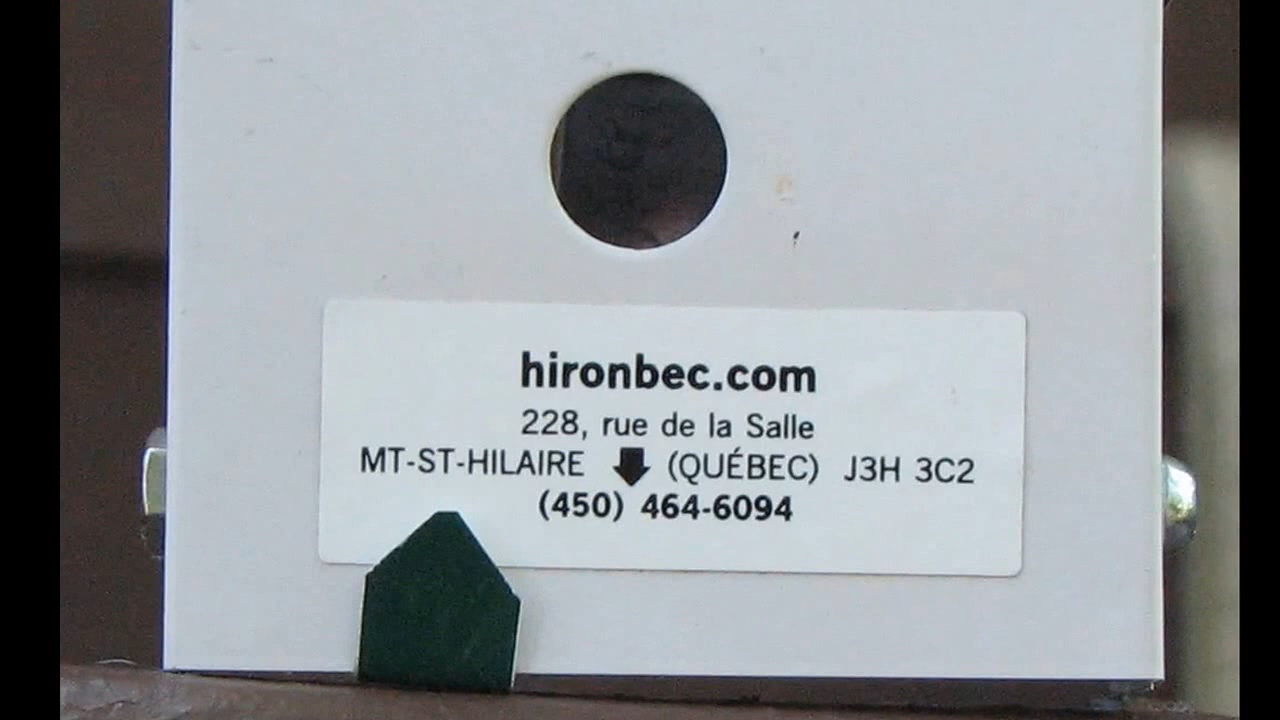 hironbec.com
228, rue de la Salle
MT-ST-HILAIRE (QUÉBEC) J3H 3C2
(450) 464-6094